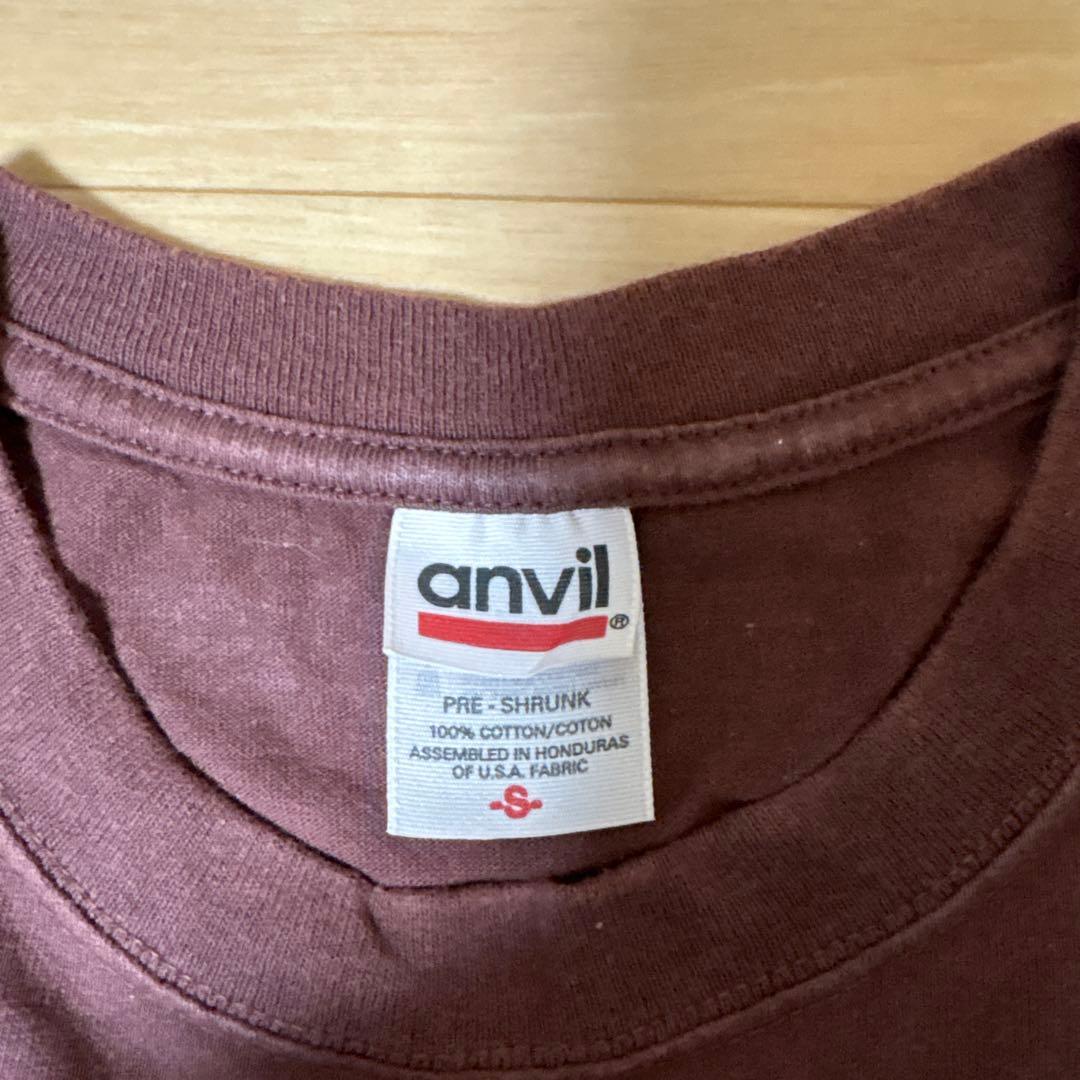 anvil®
PRE - SHRUNK
100% COTTON/COTON
ASSEMBLED IN HONDURAS
OF U.S.A. FABRIC
-S-